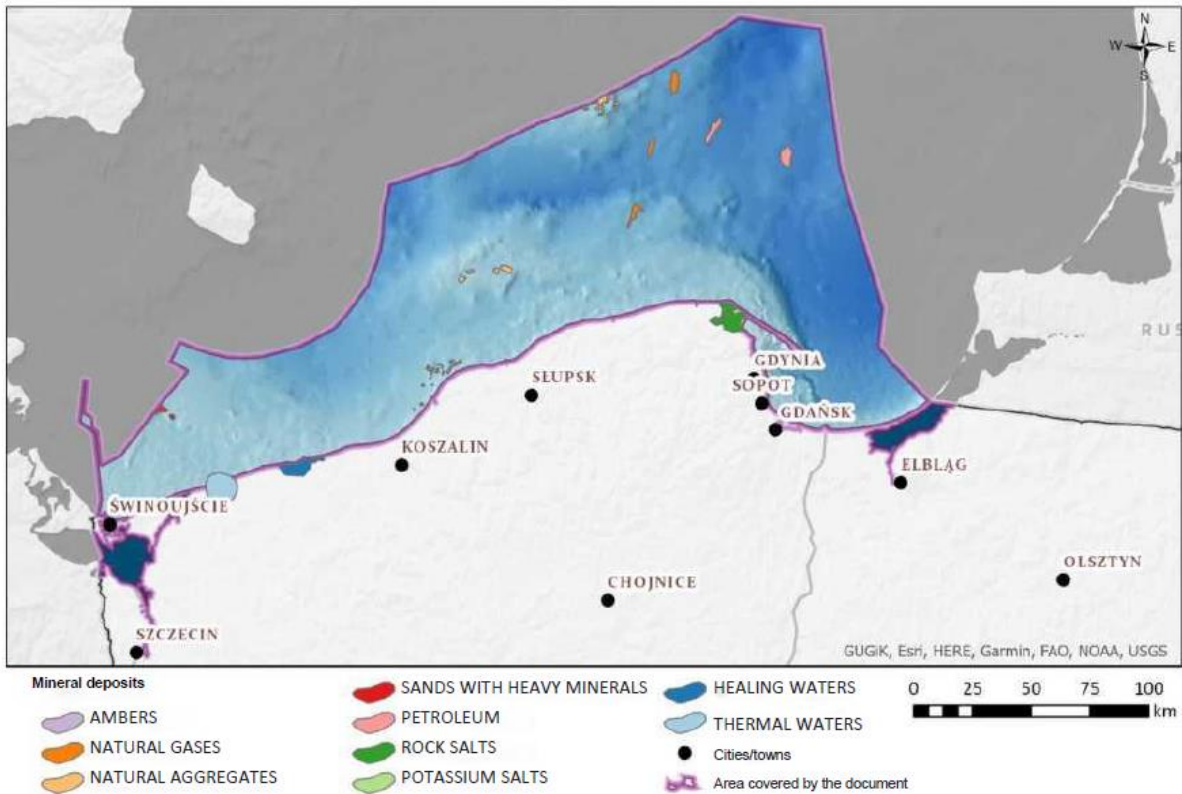 N
W E
S
RUS
GDYNIA
SŁUPSK
SOPOT
GDAŃSK
KOSZALIN
ELBLĄG
ŚWINOUJŚCIE
OLSZTYN
CHOJNICE
SZCZECIN
GUGiK, Esri, HERE, Garmin, FAO, NOAA, USGS
Mineral deposits
AMBERS
NATURAL GASES
NATURAL AGGREGATES
SANDS WITH HEAVY MINERALS
PETROLEUM
ROCK SALTS
POTASSIUM SALTS
HEALING WATERS
THERMAL WATERS
Cities/towns
Area covered by the document
0 25 50 75 100
km